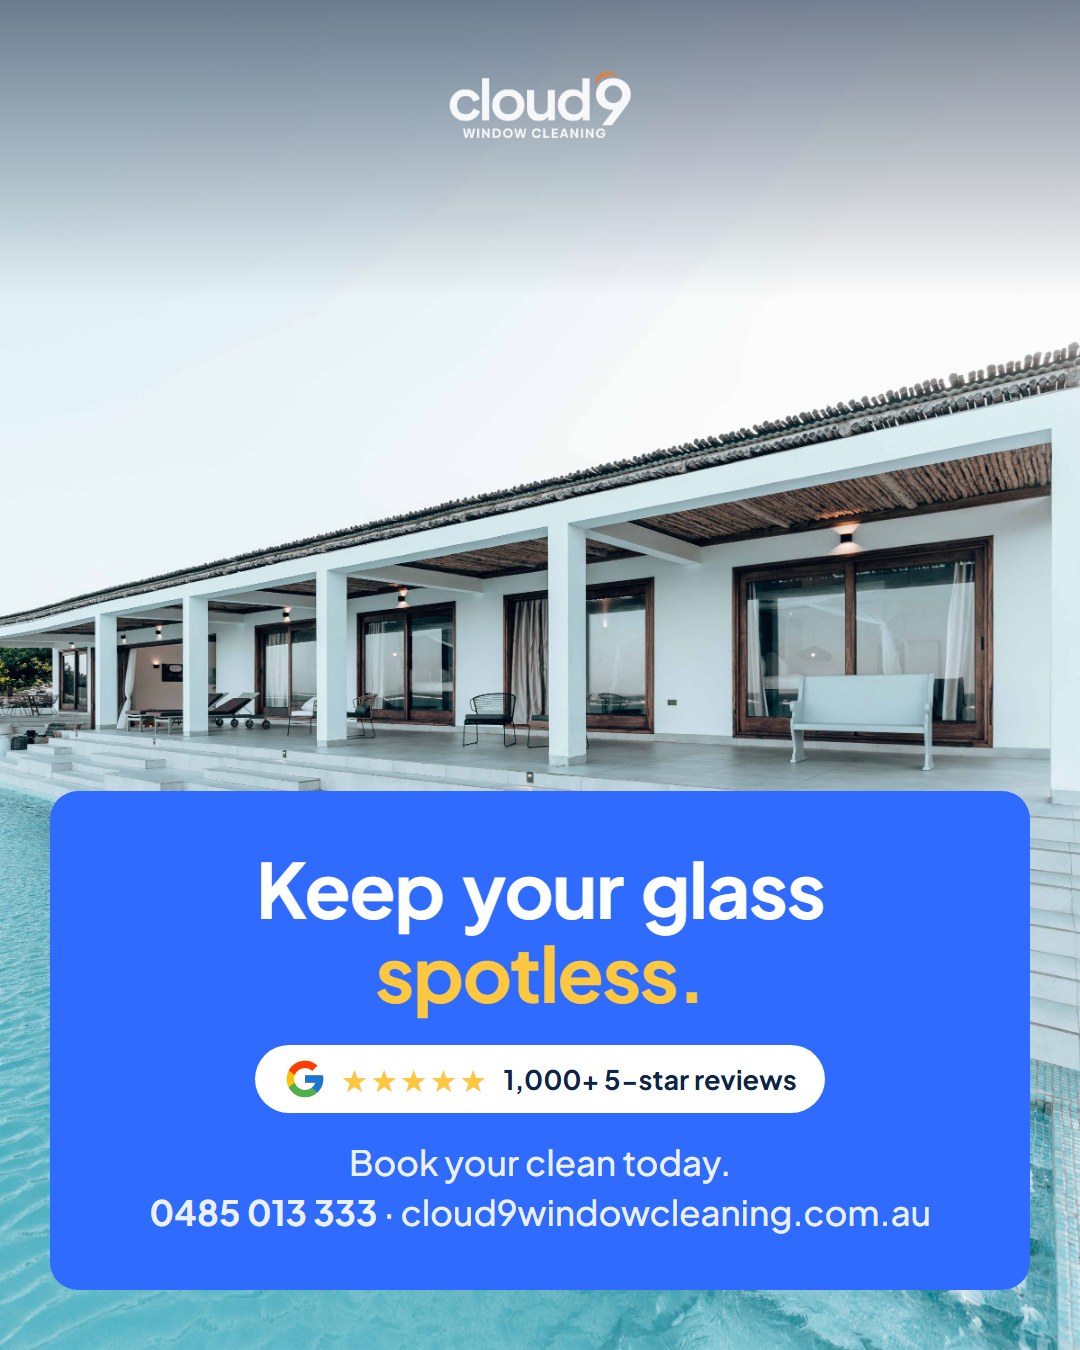 cloud9
WINDOW CLEANING
Keep your glass
spotless.
G ★★★★★ 1,000+ 5-star reviews
Book your clean today.
0485 013 333 · cloud9windowcleaning.com.au